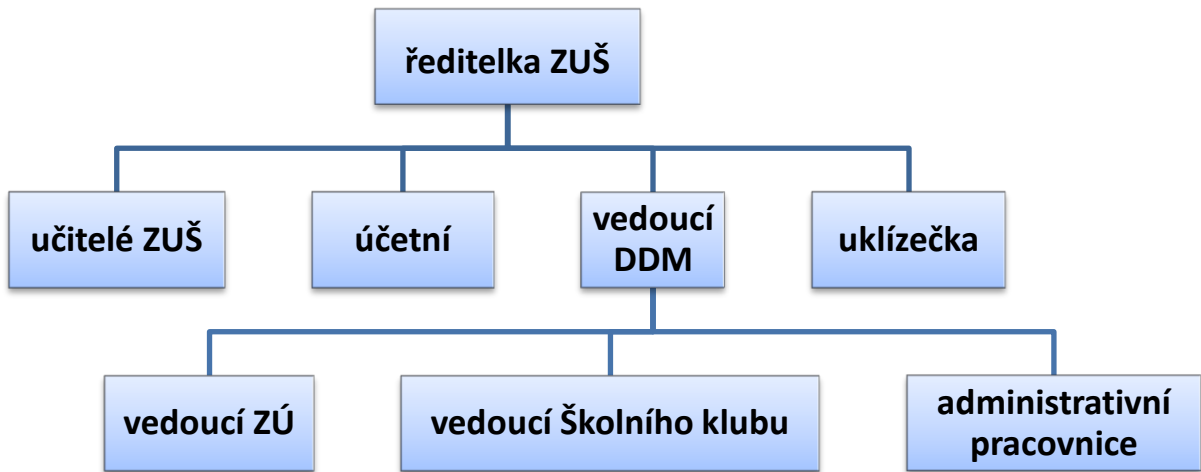 ředitelka ZUŠ
učitelé ZUŠ
účetní
vedoucí
DDM
uklízečka
vedoucí ZÚ
vedoucí Školního klubu
administrativní
pracovnice